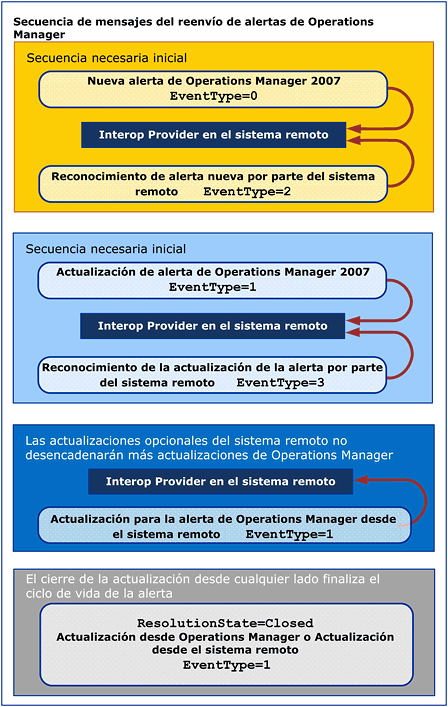 Secuencia de mensajes del reenvío de alertas de Operations
Manager
Secuencia necesaria inicial
Nueva alerta de Operations Manager 2007
EventType=0
Interop Provider en el sistema remoto
Reconocimiento de alerta nueva por parte del sistema
remoto EventType=2
Secuencia necesaria inicial
Actualización de alerta de Operations Manager 2007
EventType=1
Interop Provider en el sistema remoto
Reconocimiento de la actualización de la alerta por parte
del sistema remoto EventType=3
Las actualizaciones opcionales del sistema remoto no
desencadenarán más actualizaciones de Operations Manager
Interop Provider en el sistema remoto
Actualización para la alerta de Operations Manager desde
el sistema remoto EventType=1
El cierre de la actualización desde cualquier lado finaliza el
ciclo de vida de la alerta
ResolutionState=Closed
Actualización desde Operations Manager o Actualización
desde el sistema remoto
EventType=1